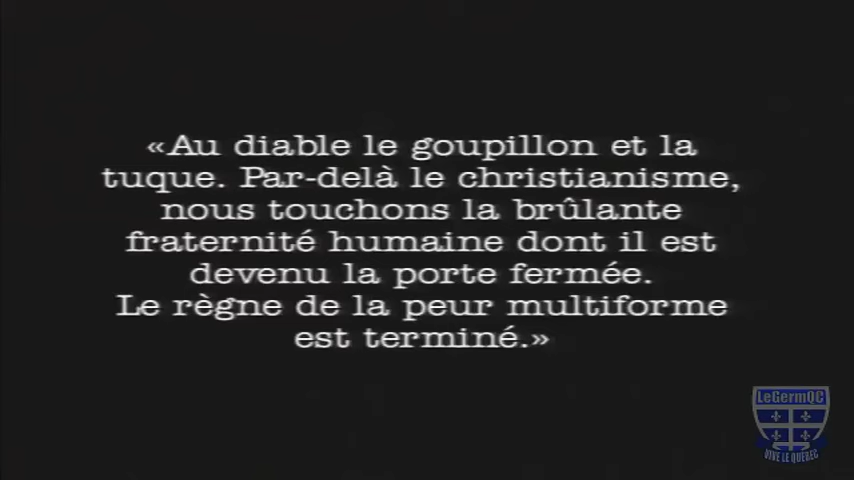 «Au diable le goupillon et la
tuque. Par-delà le christianisme,
nous touchons la brûlante
fraternité humaine dont il est
devenu la porte fermée.
Le règne de la peur multiforme
est terminé.»
LeGermQC
VIVE LE QUÉBEC